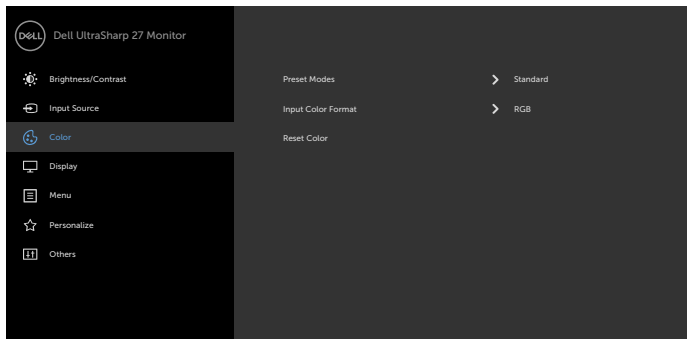 DELL Dell UltraSharp 27 Monitor
Brightness/Contrast
Preset Modes Standard
Input Source
Input Color Format RGB
Color
Reset Color
Display
Menu
Personalize
Others